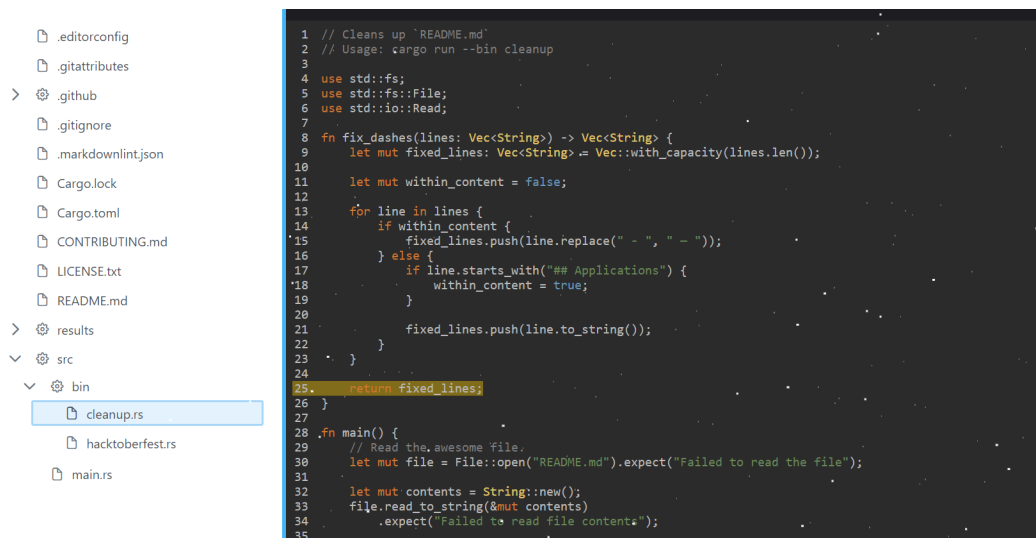 .editorconfig
.gitattributes
.github
.gitignore
.markdownlint.json
Cargo.lock
Cargo.toml
CONTRIBUTING.md
LICENSE.txt
README.md
results
src
bin
cleanup.rs
hacktoberfest.rs
main.rs
1 // Cleans up `README.md`
2 // Usage: cargo run --bin cleanup
3
4 use std::fs;
5 use std::fs::File;
6 use std::io::Read;
7
8 fn fix_dashes(lines: Vec<String>) -> Vec<String> {
9     let mut fixed_lines: Vec<String> = Vec::with_capacity(lines.len());
10
11     let mut within_content = false;
12
13     for line in lines {
14         if within_content {
15             fixed_lines.push(line.replace(" - ", " — "));
16         } else {
17             if line.starts_with("## Applications") {
18                 within_content = true;
19             }
20
21             fixed_lines.push(line.to_string());
22         }
23     }
24
25     return fixed_lines;
26 }
27
28 fn main() {
29     // Read the awesome file.
30     let mut file = File::open("README.md").expect("Failed to read the file");
31
32     let mut contents = String::new();
33     file.read_to_string(&mut contents)
34         .expect("Failed to read file contents");
35